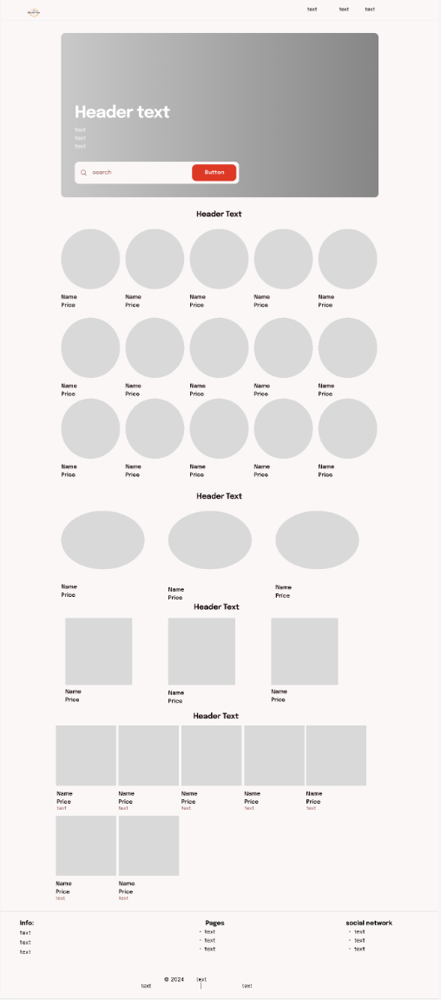 text text text
Header text
text
text
text
search Button
Header Text
Name Name Name Name Name
Price Price Price Price Price
Name Name Name Name Name
Price Price Price Price Price
Name Name Name Name Name
Price Price Price Price Price
Header Text
Name Name Name
Price Price Price
Header Text
Name Name Name
Price Price Price
Header Text
Name Name Name Name Name
Price Price Price Price Price
text text text text text
Name Name
Price Price
text text
Info: Pages social network
text • text • text
text • text • text
text • text • text
© 2024 text
text | text